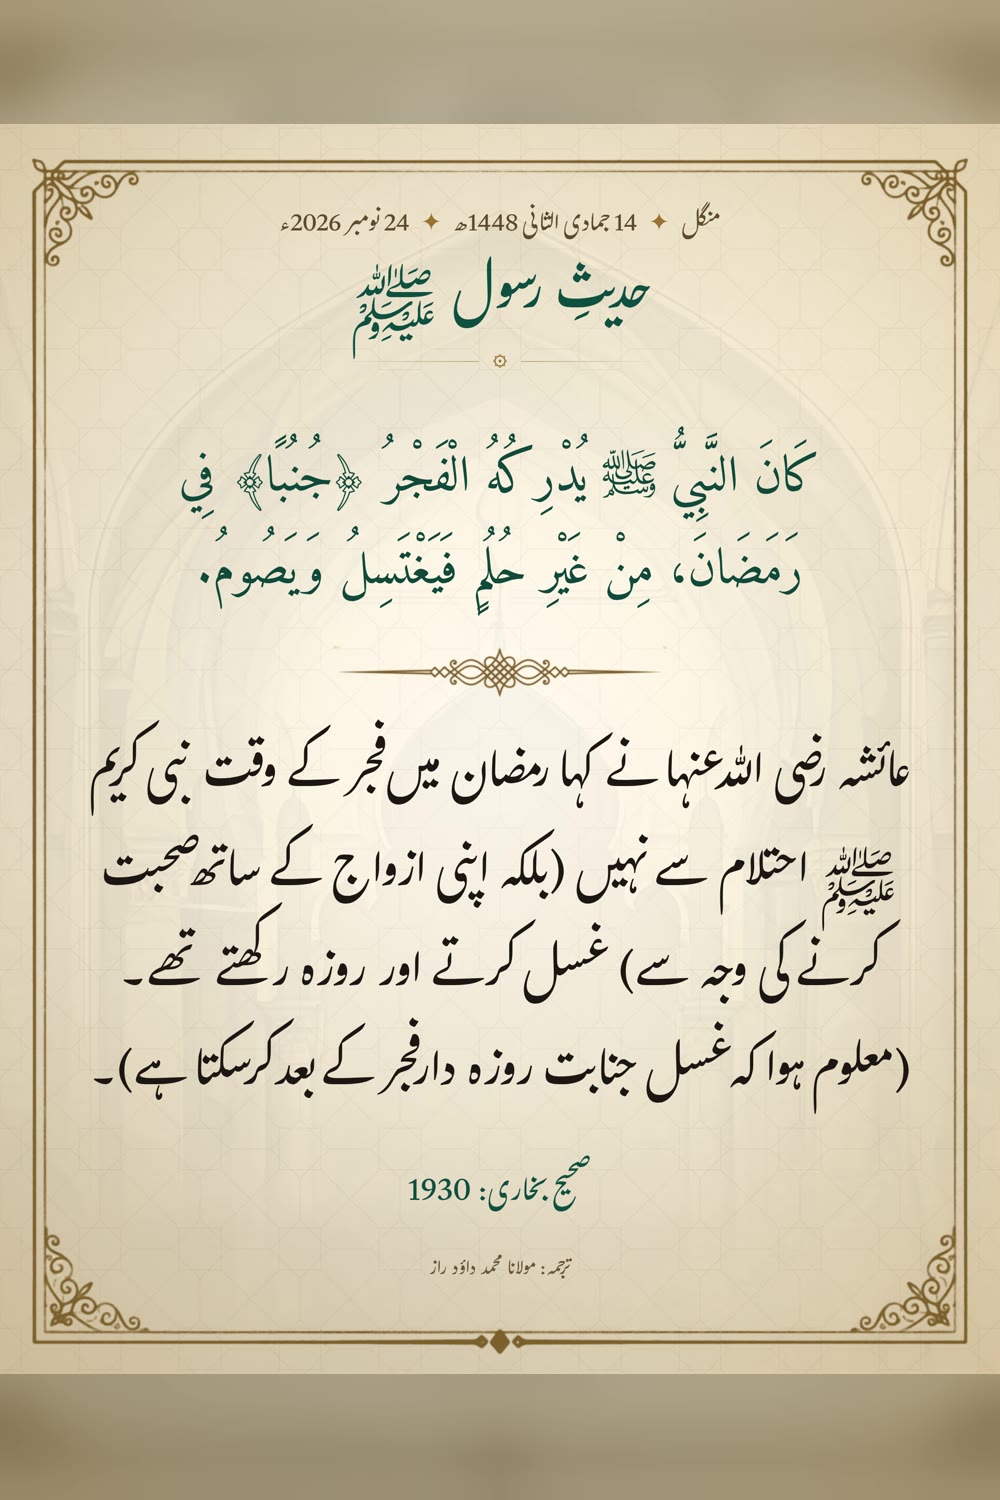 منگل ✦ 14 جمادی الثانی 1448ھ ✦ 24 نومبر 2026ء
حدیثِ رسول ﷺ
كَانَ النَّبِيُّ ﷺ يُدْرِكُهُ الْفَجْرُ ﴿جُنُبًا﴾ فِي
رَمَضَانَ، مِنْ غَيْرِ حُلُمٍ فَيَغْتَسِلُ وَيَصُومُ.
عائشہ رضی اللہ عنہا نے کہا رمضان میں فجر کے وقت نبی کریم
ﷺ احتلام سے نہیں (بلکہ اپنی ازواج کے ساتھ صحبت
کرنے کی وجہ سے) غسل کرتے اور روزہ رکھتے تھے۔
(معلوم ہوا کہ غسل جنابت روزہ دار فجر کے بعد کرسکتا ہے)۔
صحیح بخاری: 1930
ترجمہ: مولانا محمد داؤد راز